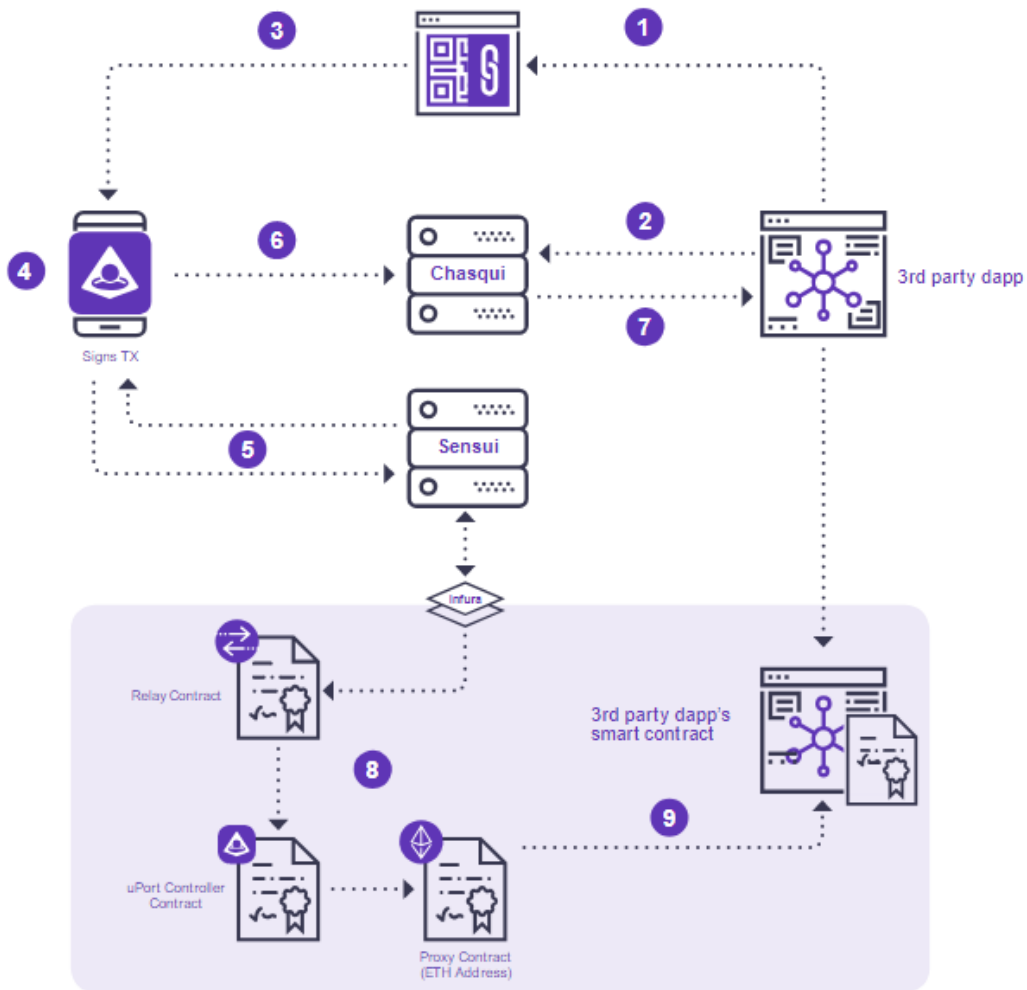 3
1
2
6
4
Chasqui
3rd party dapp
7
Signs TX
5
Sensui
Infura
Relay Contract
3rd party dapp's
smart contract
8
9
uPort Controller
Contract
Proxy Contract
(ETH Address)